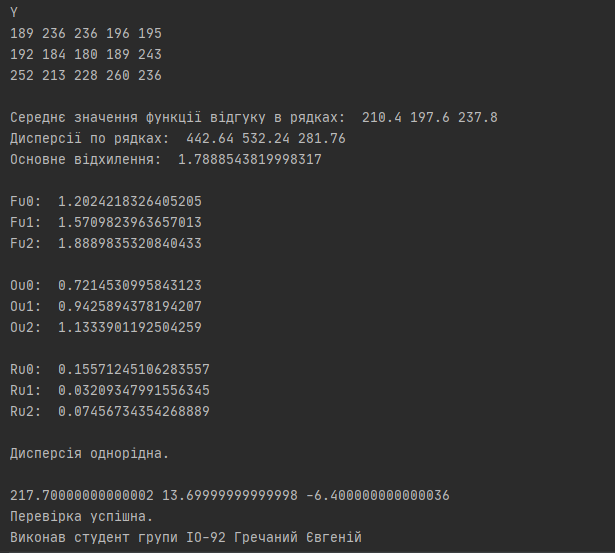 Y
189 236 236 196 195
192 184 180 189 243
252 213 228 260 236
Середнє значення функції відгуку в рядках:  210.4 197.6 237.8
Дисперсії по рядках:  442.64 532.24 281.76
Основне відхилення:  1.7888543819998317
Fu0:  1.2024218326405205
Fu1:  1.5709823963657013
Fu2:  1.8889835320840433
Ou0:  0.7214530995843123
Ou1:  0.9425894378194207
Ou2:  1.1333901192504259
Ru0:  0.15571245106283557
Ru1:  0.03209347991556345
Ru2:  0.07456734354268889
Дисперсія однорідна.
217.70000000000002 13.69999999999998 -6.400000000000036
Перевірка успішна.
Виконав студент групи ІО-92 Гречаний Євгеній